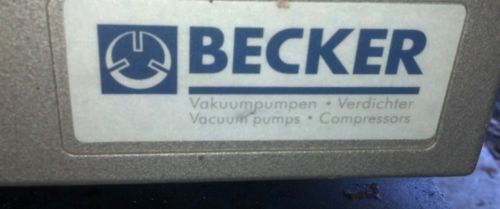 BECKER
Vakuumpumpen • Verdichter
Vacuum pumps • Compressors